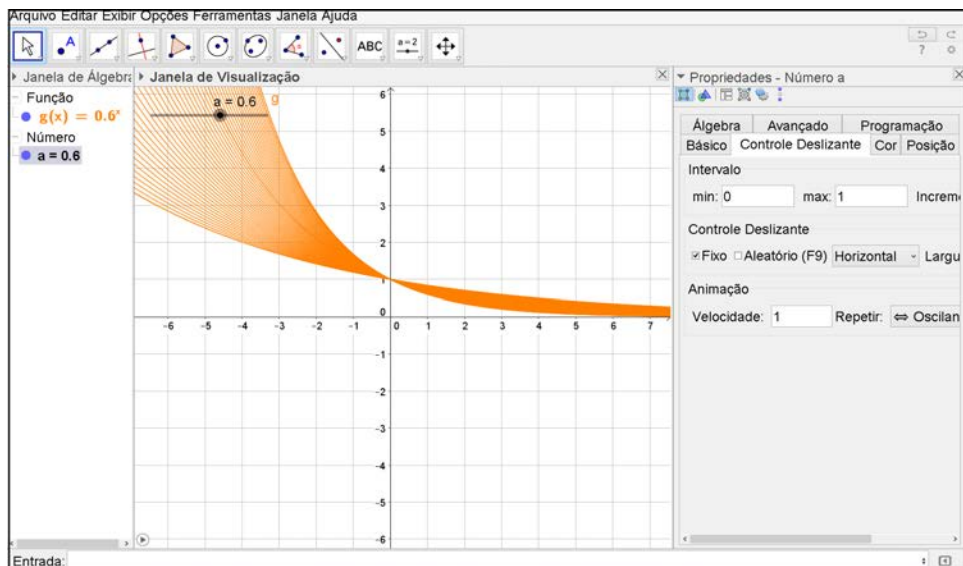 Arquivo Editar Exibir Opções Ferramentas Janela Ajuda
ABC a=2
Janela de Álgebra
Função
g(x) = 0.6ˣ
Número
a = 0.6
Janela de Visualização
a = 0.6
g
6
5
4
3
2
1
0
-1
-2
-3
-4
-5
-6
-6 -5 -4 -3 -2 -1 0 1 2 3 4 5 6 7
Propriedades - Número a
Álgebra Avançado Programação
Básico Controle Deslizante Cor Posição
Intervalo
min: 0 max: 1 Increm
Controle Deslizante
Fixo Aleatório (F9) Horizontal Largu
Animação
Velocidade: 1 Repetir: ⇔ Oscilan
Entrada: